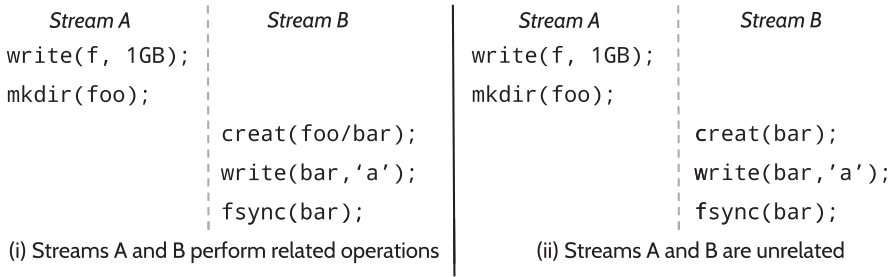 Stream A
Stream B
write(f, 1GB);
mkdir(foo);
creat(foo/bar);
write(bar,‘a’);
fsync(bar);
(i) Streams A and B perform related operations
Stream A
Stream B
write(f, 1GB);
mkdir(foo);
creat(bar);
write(bar,’a’);
fsync(bar);
(ii) Streams A and B are unrelated